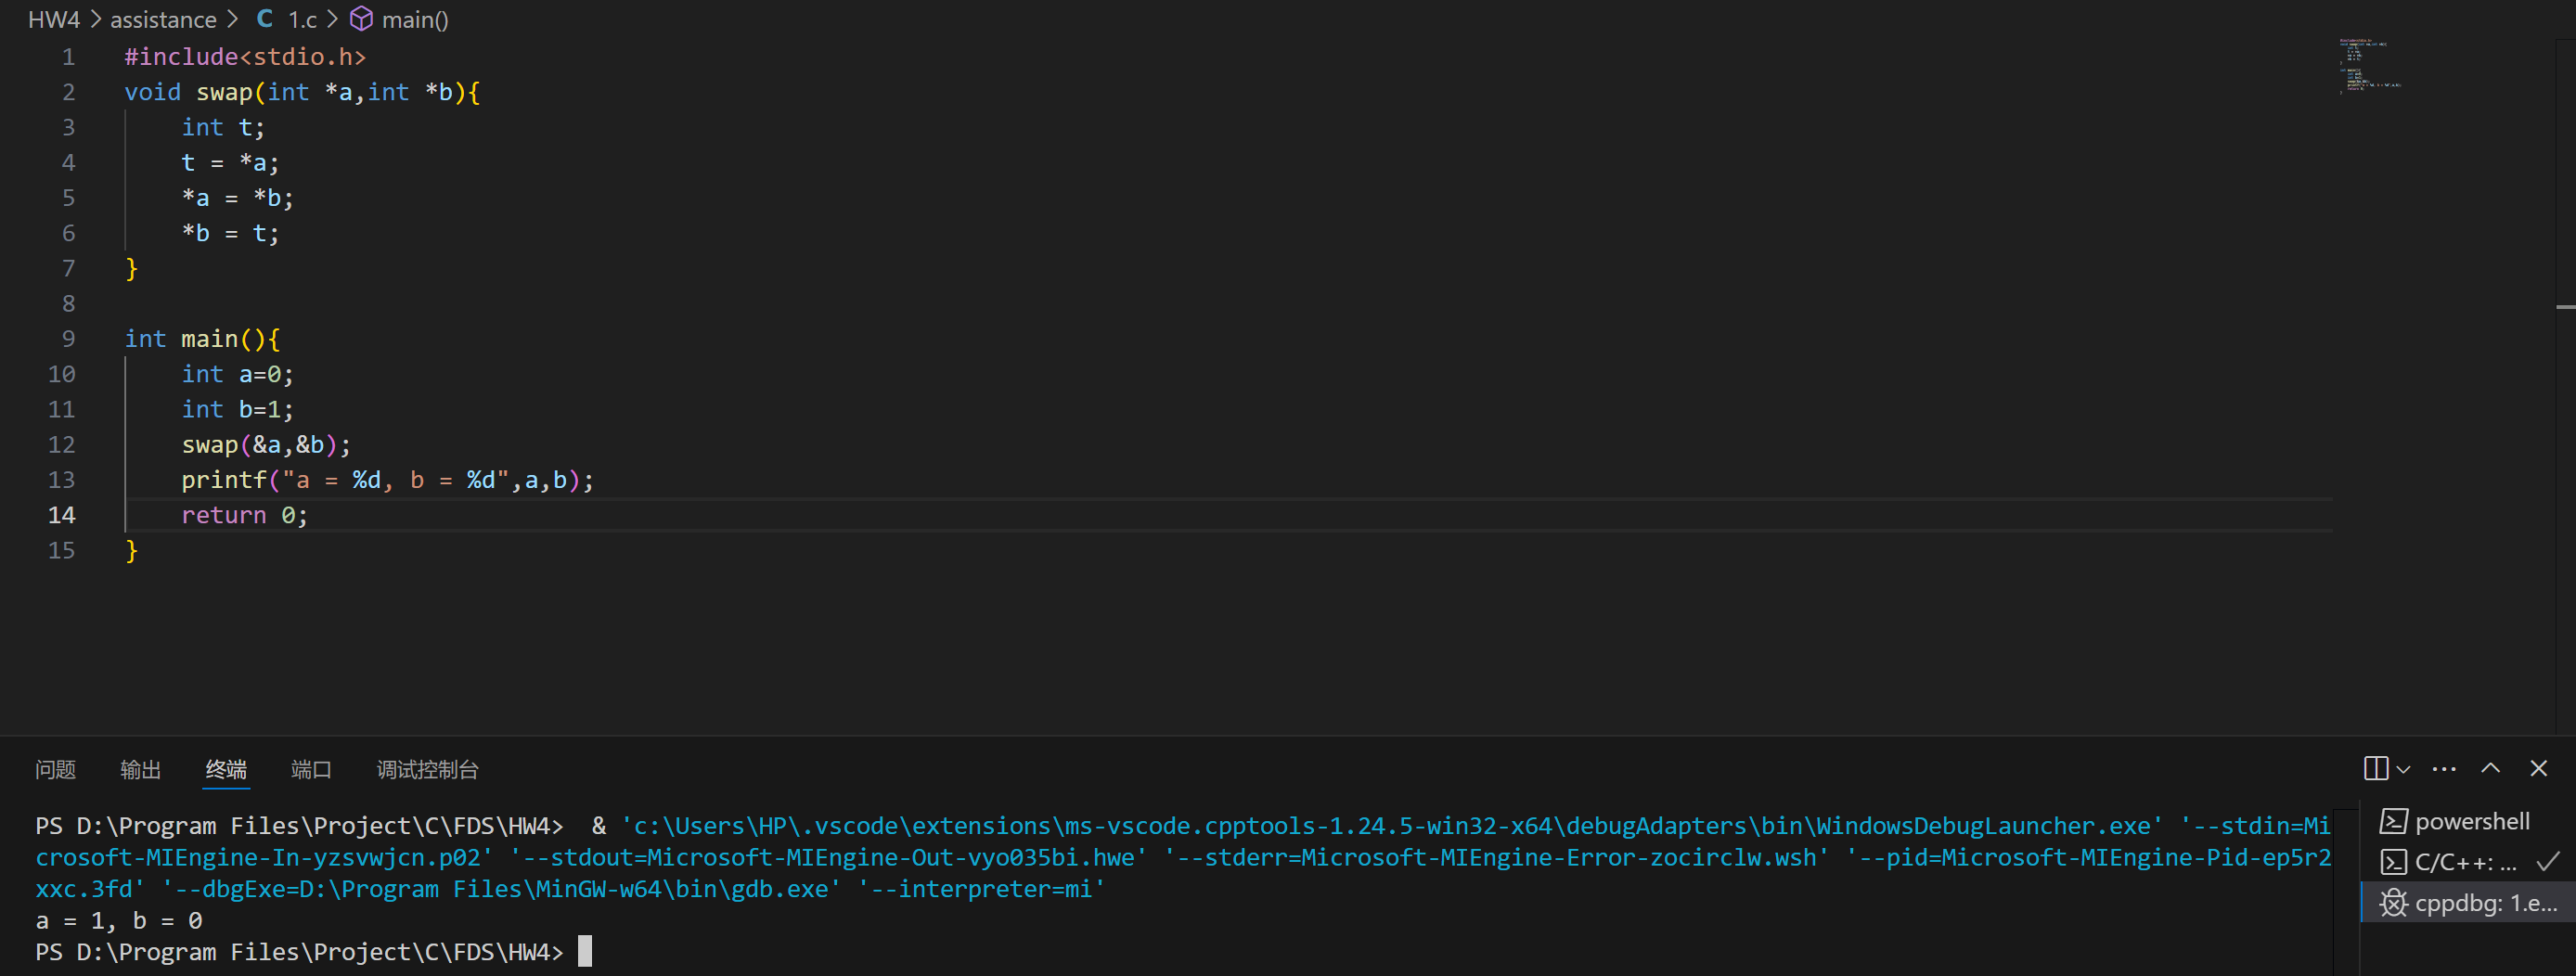 HW4 > assistance > C 1.c > main()
1 #include<stdio.h>
2 void swap(int *a,int *b){
3     int t;
4     t = *a;
5     *a = *b;
6     *b = t;
7 }
8
9 int main(){
10     int a=0;
11     int b=1;
12     swap(&a,&b);
13     printf("a = %d, b = %d",a,b);
14     return 0;
15 }
问题 输出 终端 端口 调试控制台
PS D:\Program Files\Project\C\FDS\HW4>  & 'c:\Users\HP\.vscode\extensions\ms-vscode.cpptools-1.24.5-win32-x64\debugAdapters\bin\WindowsDebugLauncher.exe' '--stdin=Mi
crosoft-MIEngine-In-yzsvwjcn.p02' '--stdout=Microsoft-MIEngine-Out-vyo035bi.hwe' '--stderr=Microsoft-MIEngine-Error-zocirclw.wsh' '--pid=Microsoft-MIEngine-Pid-ep5r2
xxc.3fd' '--dbgExe=D:\Program Files\MinGW-w64\bin\gdb.exe' '--interpreter=mi'
a = 1, b = 0
PS D:\Program Files\Project\C\FDS\HW4>
powershell
C/C++: ...
cppdbg: 1.e...